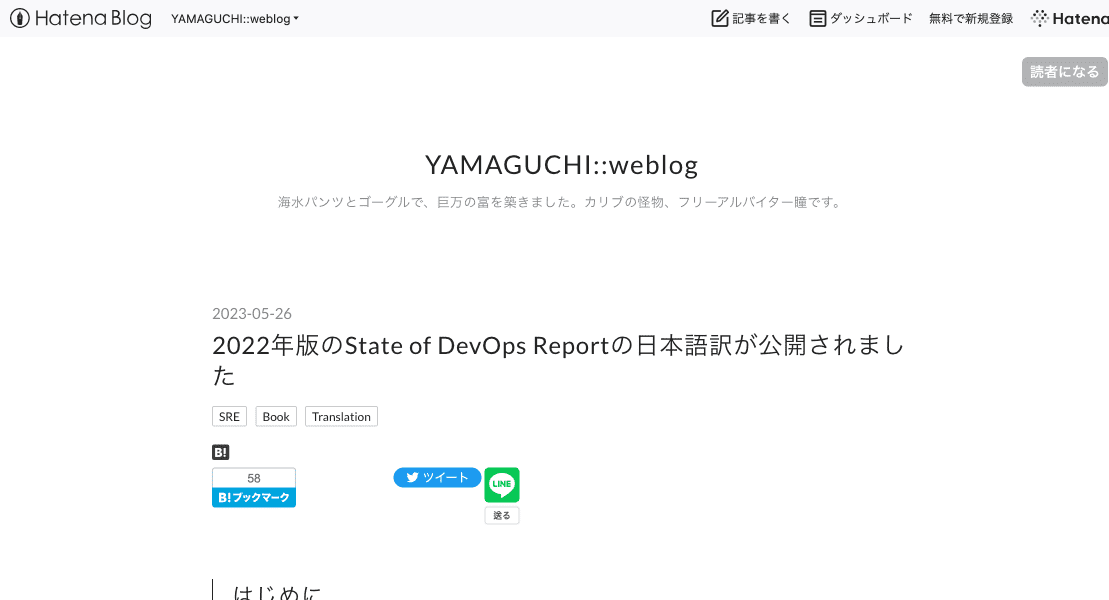 Hatena Blog YAMAGUCHI::weblog 記事を書く ダッシュボード 無料で新規登録 Hatena
読者になる
YAMAGUCHI::weblog
海水パンツとゴーグルで、巨万の富を築きました。カリブの怪物、フリーアルバイター瞳です。
2023-05-26
2022年版のState of DevOps Reportの日本語訳が公開されまし
た
SRE Book Translation
B!
58
B!ブックマーク
ツイート
LINE
送る
はじめに